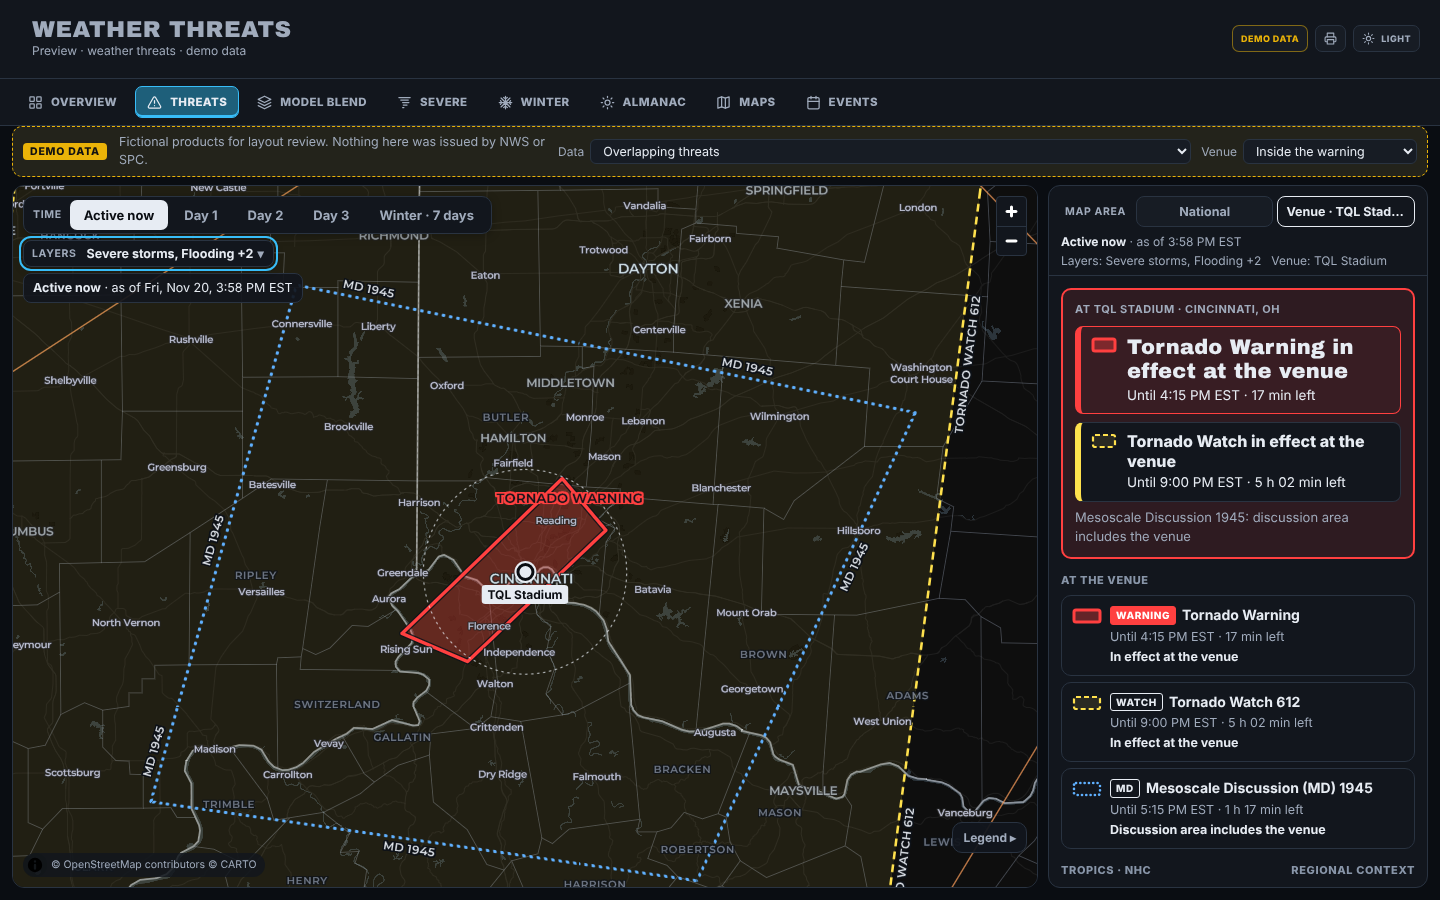 WEATHER THREATS
Preview · weather threats · demo data
DEMO DATA
LIGHT
OVERVIEW
THREATS
MODEL BLEND
SEVERE
WINTER
ALMANAC
MAPS
EVENTS
DEMO DATA
Fictional products for layout review. Nothing here was issued by NWS or
SPC.
Data
Overlapping threats
Venue
Inside the warning
New Castle
SPRINGFIELD
TIME
Active now
Day 1
Day 2
Day 3
Winter · 7 days
Vandalia
London
HANCOCK
RICHMOND
Fairborn
LAYERS Severe storms, Flooding +2 ▾
Trotwood
DAYTON
Eaton
Active now · as of Fri, Nov 20, 3:58 PM EST
MD 1945
XENIA
TORNADO WATCH 612
Connersville
Liberty
Centerville
Rushville
MD 1945
Washington
Court House
Shelbyville
Oxford
MIDDLETOWN
BUTLER
Monroe
Lebanon
Wilmington
Brookville
HAMILTON
Fairfield
Mason
Greensburg
Batesville
Blanchester
TORNADO WARNING
Harrison
Reading
MD 1945
Hillsboro
MD 1945
Greendale
CINCINNATI
RIPLEY
Versailles
TQL Stadium
Batavia
Aurora
Mount Orab
North Vernon
Florence
Rising Sun
Independence
BROWN
Walton
Georgetown
ADAMS
SWITZERLAND
West Union
Crittenden
Augusta
GALLATIN
Vevay
Madison
MD 1945
Scottsburg
Carrollton
Dry Ridge
Falmouth
BRACKEN
MAYSVILLE
TRIMBLE
MASON
Vanceburg
MD 1945
ROBERTSON
Legend ▸
© OpenStreetMap contributors © CARTO
HENRY
HARRISON
MAP AREA
National
Venue · TQL Stad...
Active now · as of 3:58 PM EST
Layers: Severe storms, Flooding +2 Venue: TQL Stadium
AT TQL STADIUM · CINCINNATI, OH
Tornado Warning in
effect at the venue
Until 4:15 PM EST · 17 min left
Tornado Watch in effect at the
venue
Until 9:00 PM EST · 5 h 02 min left
Mesoscale Discussion 1945: discussion area
includes the venue
AT THE VENUE
WARNING Tornado Warning
Until 4:15 PM EST · 17 min left
In effect at the venue
WATCH Tornado Watch 612
Until 9:00 PM EST · 5 h 02 min left
In effect at the venue
MD Mesoscale Discussion (MD) 1945
Until 5:15 PM EST · 1 h 17 min left
Discussion area includes the venue
TROPICS · NHC
REGIONAL CONTEXT